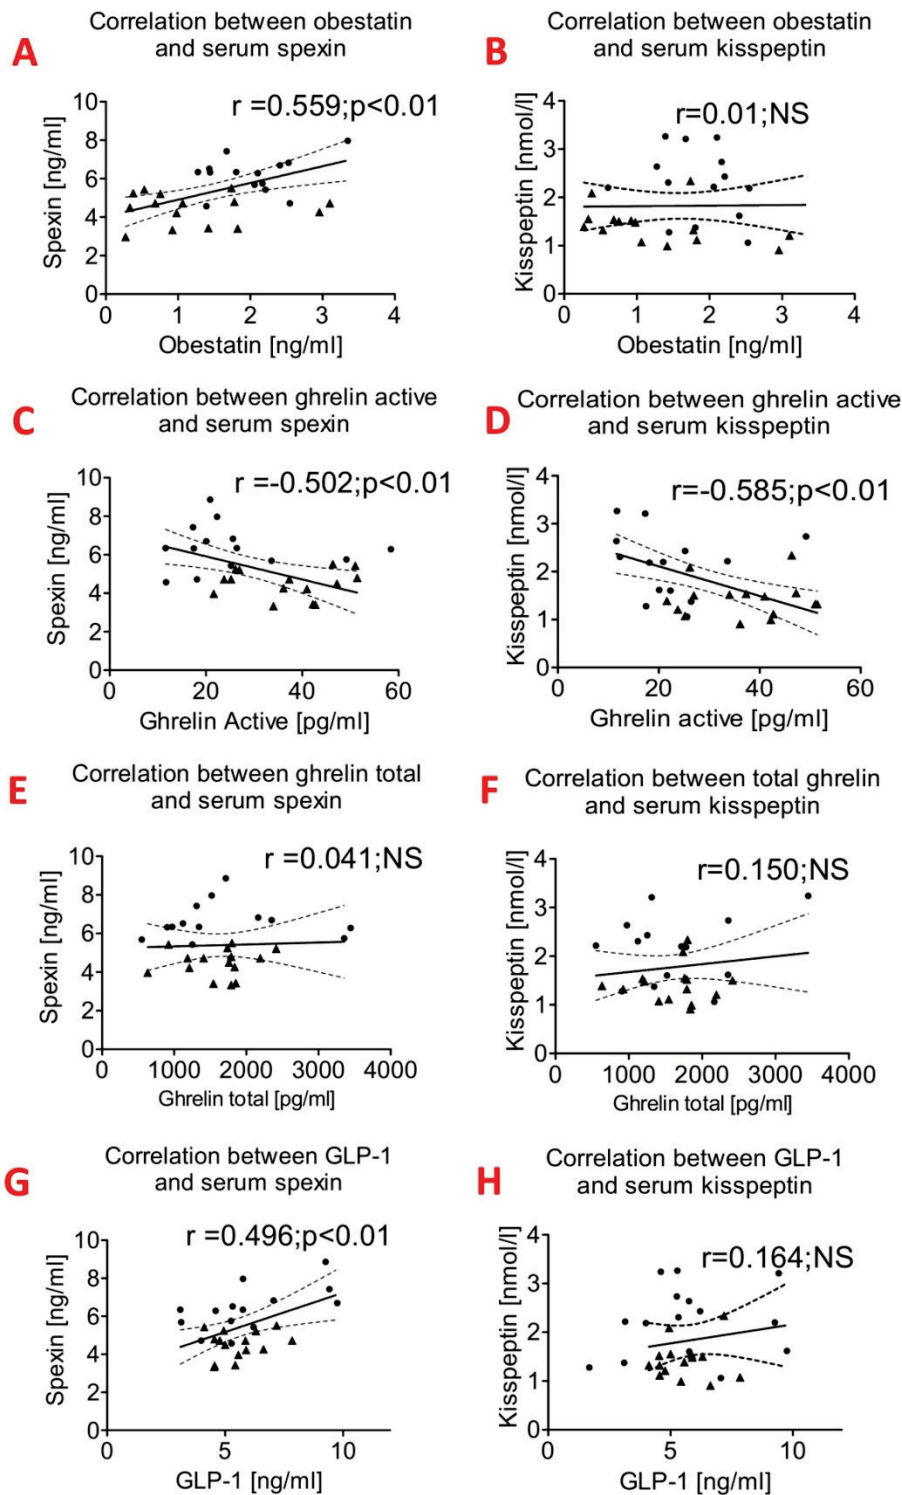 A
Correlation between obestatin
and serum spexin
r =0.559;p<0.01
Spexin [ng/ml]
10
8
6
4
2
0
0 1 2 3 4
Obestatin [ng/ml]
B
Correlation between obestatin
and serum kisspeptin
r=0.01;NS
Kisspeptin [nmol/l]
4
3
2
1
0
0 1 2 3 4
Obestatin [ng/ml]
C
Correlation between ghrelin active
and serum spexin
r =-0.502;p<0.01
Spexin [ng/ml]
10
8
6
4
2
0
0 20 40 60
Ghrelin Active [pg/ml]
D
Correlation between ghrelin active
and serum kisspeptin
r=-0.585;p<0.01
Kisspeptin [nmol/l]
4
3
2
1
0
0 20 40 60
Ghrelin active [pg/ml]
E
Correlation between ghrelin total
and serum spexin
r =0.041;NS
Spexin [ng/ml]
10
8
6
4
2
0
0 1000 2000 3000 4000
Ghrelin total [pg/ml]
F
Correlation between total ghrelin
and serum kisspeptin
r=0.150;NS
Kisspeptin [nmol/l]
4
3
2
1
0
0 1000 2000 3000 4000
Ghrelin total [pg/ml]
G
Correlation between GLP-1
and serum spexin
r =0.496;p<0.01
Spexin [ng/ml]
10
8
6
4
2
0
0 5 10
GLP-1 [ng/ml]
H
Correlation between GLP-1
and serum kisspeptin
r=0.164;NS
Kisspeptin [nmol/l]
4
3
2
1
0
0 5 10
GLP-1 [ng/ml]